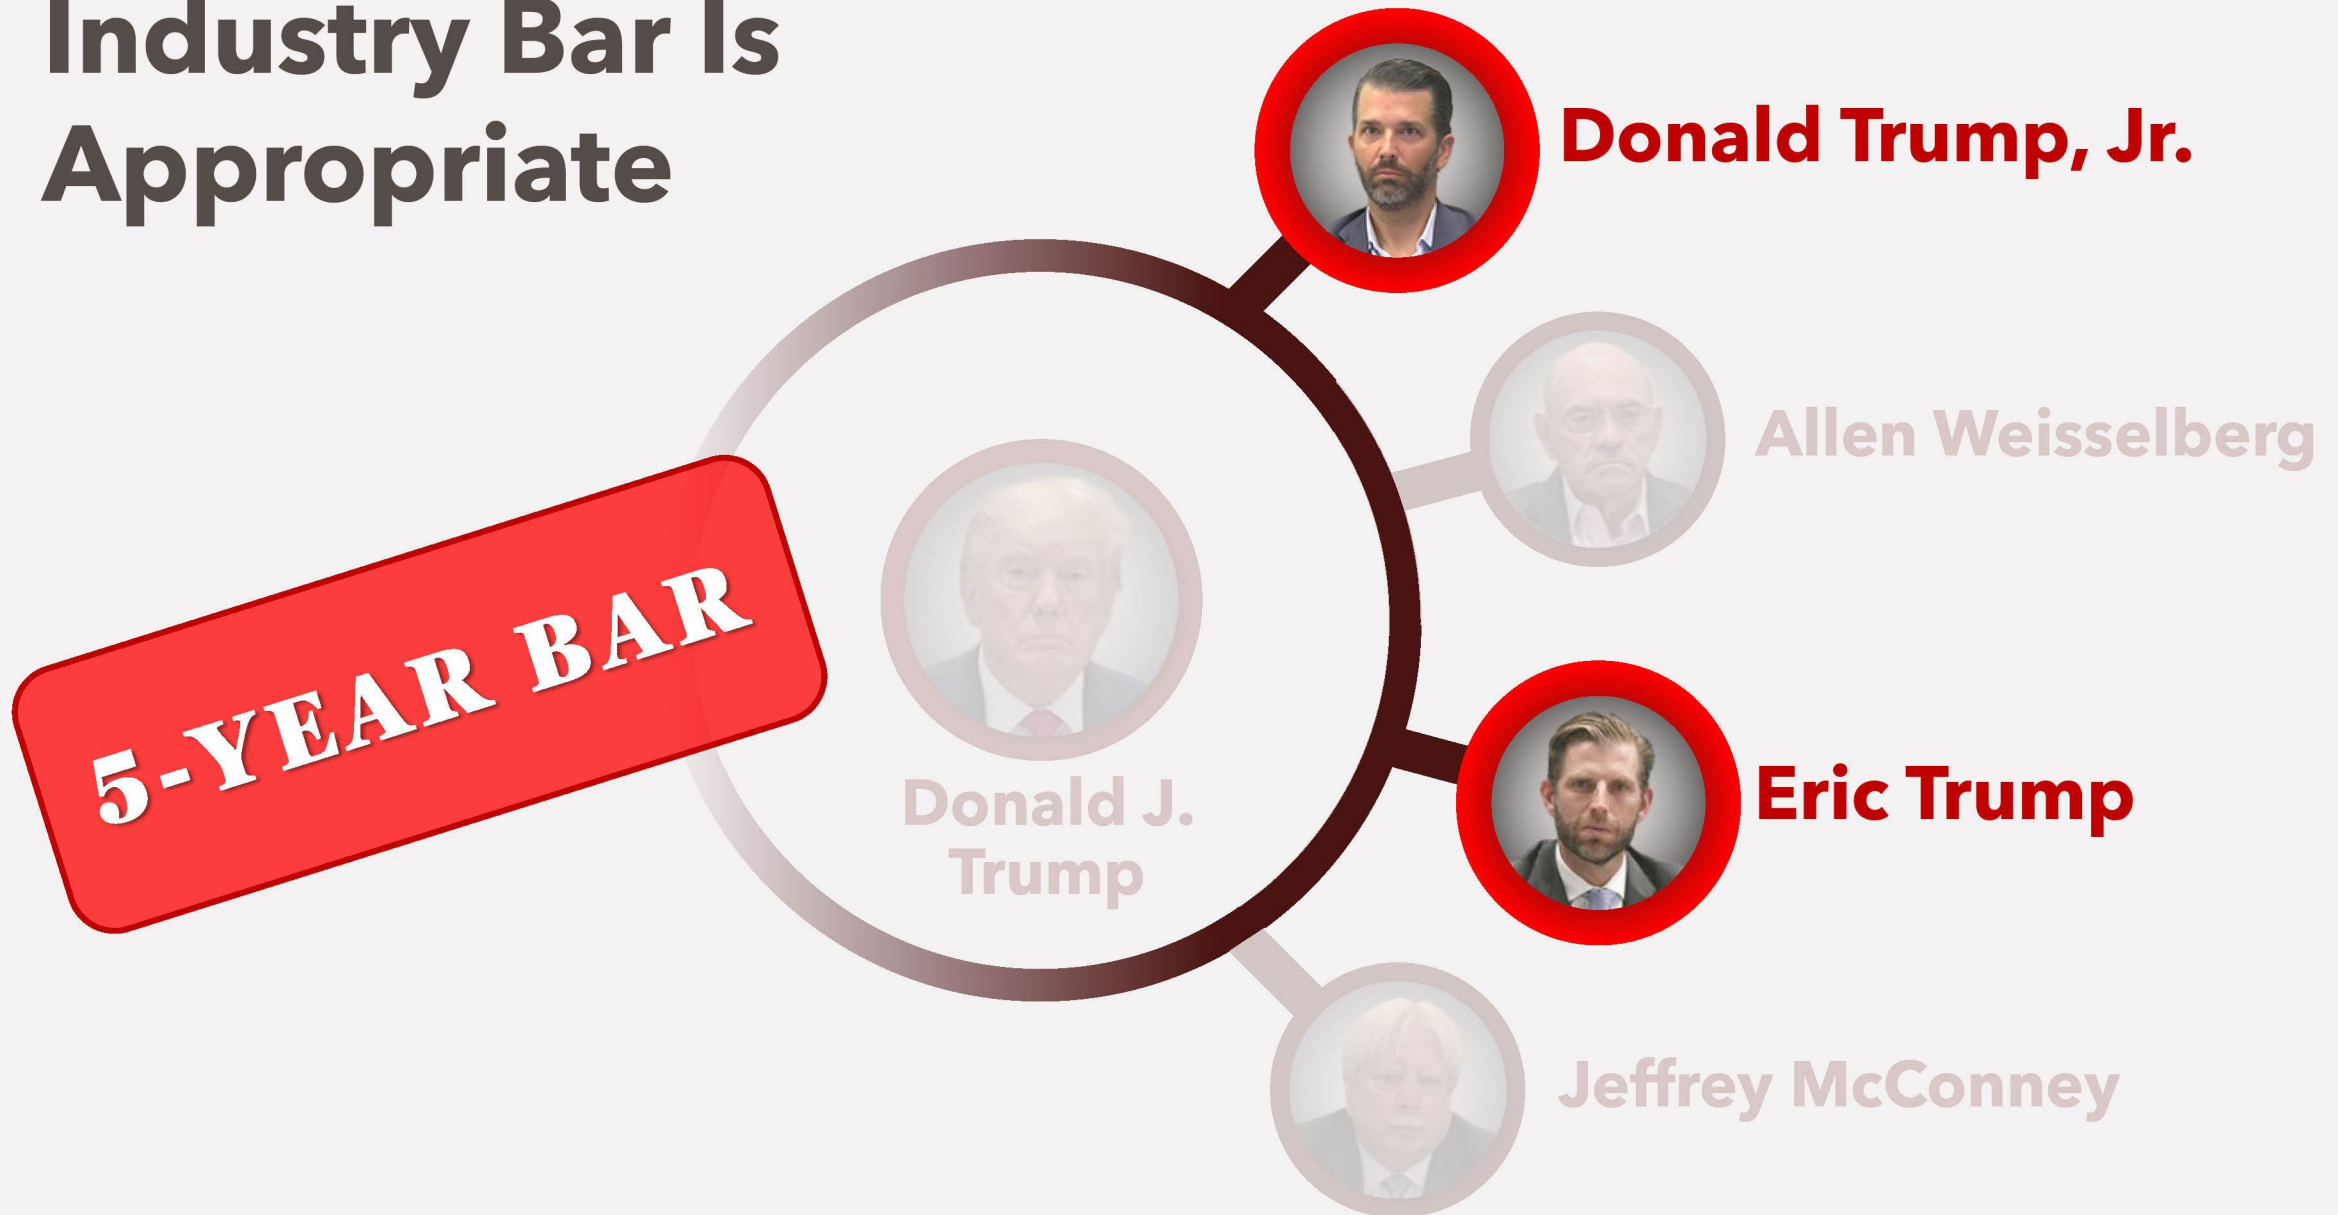 Industry Bar Is
Appropriate
Donald Trump, Jr.
Allen Weisselberg
5-YEAR BAR
Donald J.
Trump
Eric Trump
Jeffrey McConney